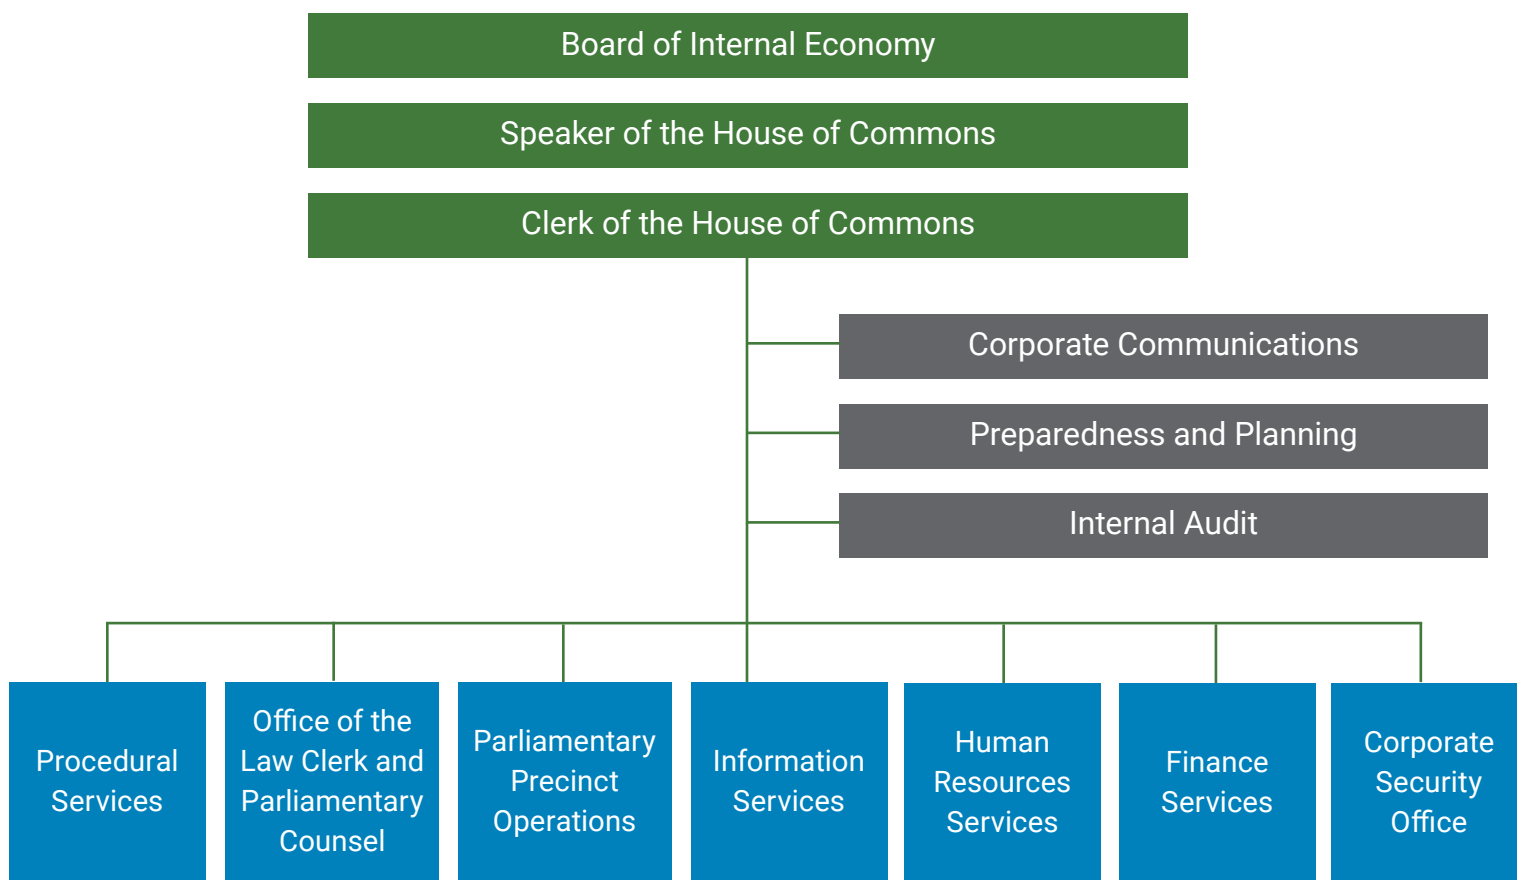 Board of Internal Economy
Speaker of the House of Commons
Clerk of the House of Commons
Corporate Communications
Preparedness and Planning
Internal Audit
Procedural
Services
Office of the
Law Clerk and
Parliamentary
Counsel
Parliamentary
Precinct
Operations
Information
Services
Human
Resources
Services
Finance
Services
Corporate
Security
Office